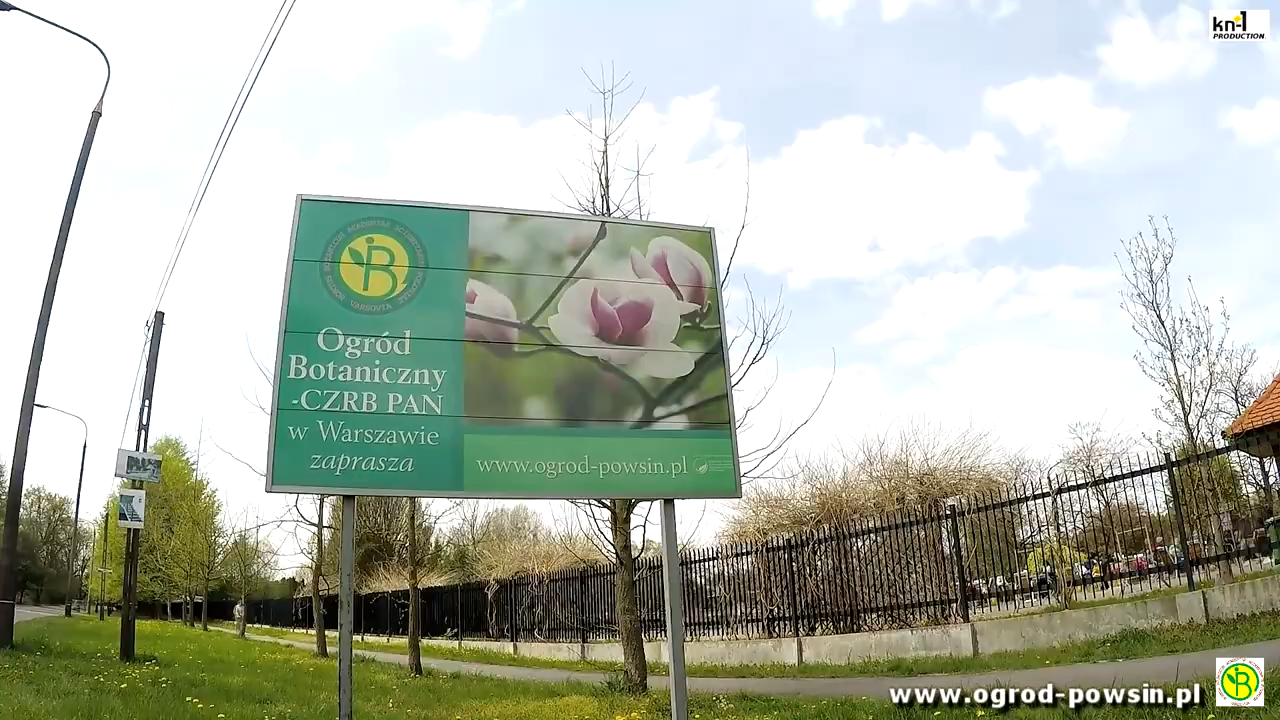 kn-1
PRODUCTION
Ogród
Botaniczny
-CZRB PAN
w Warszawie
zaprasza
www.ogrod-powsin.pl
www.ogrod-powsin.pl